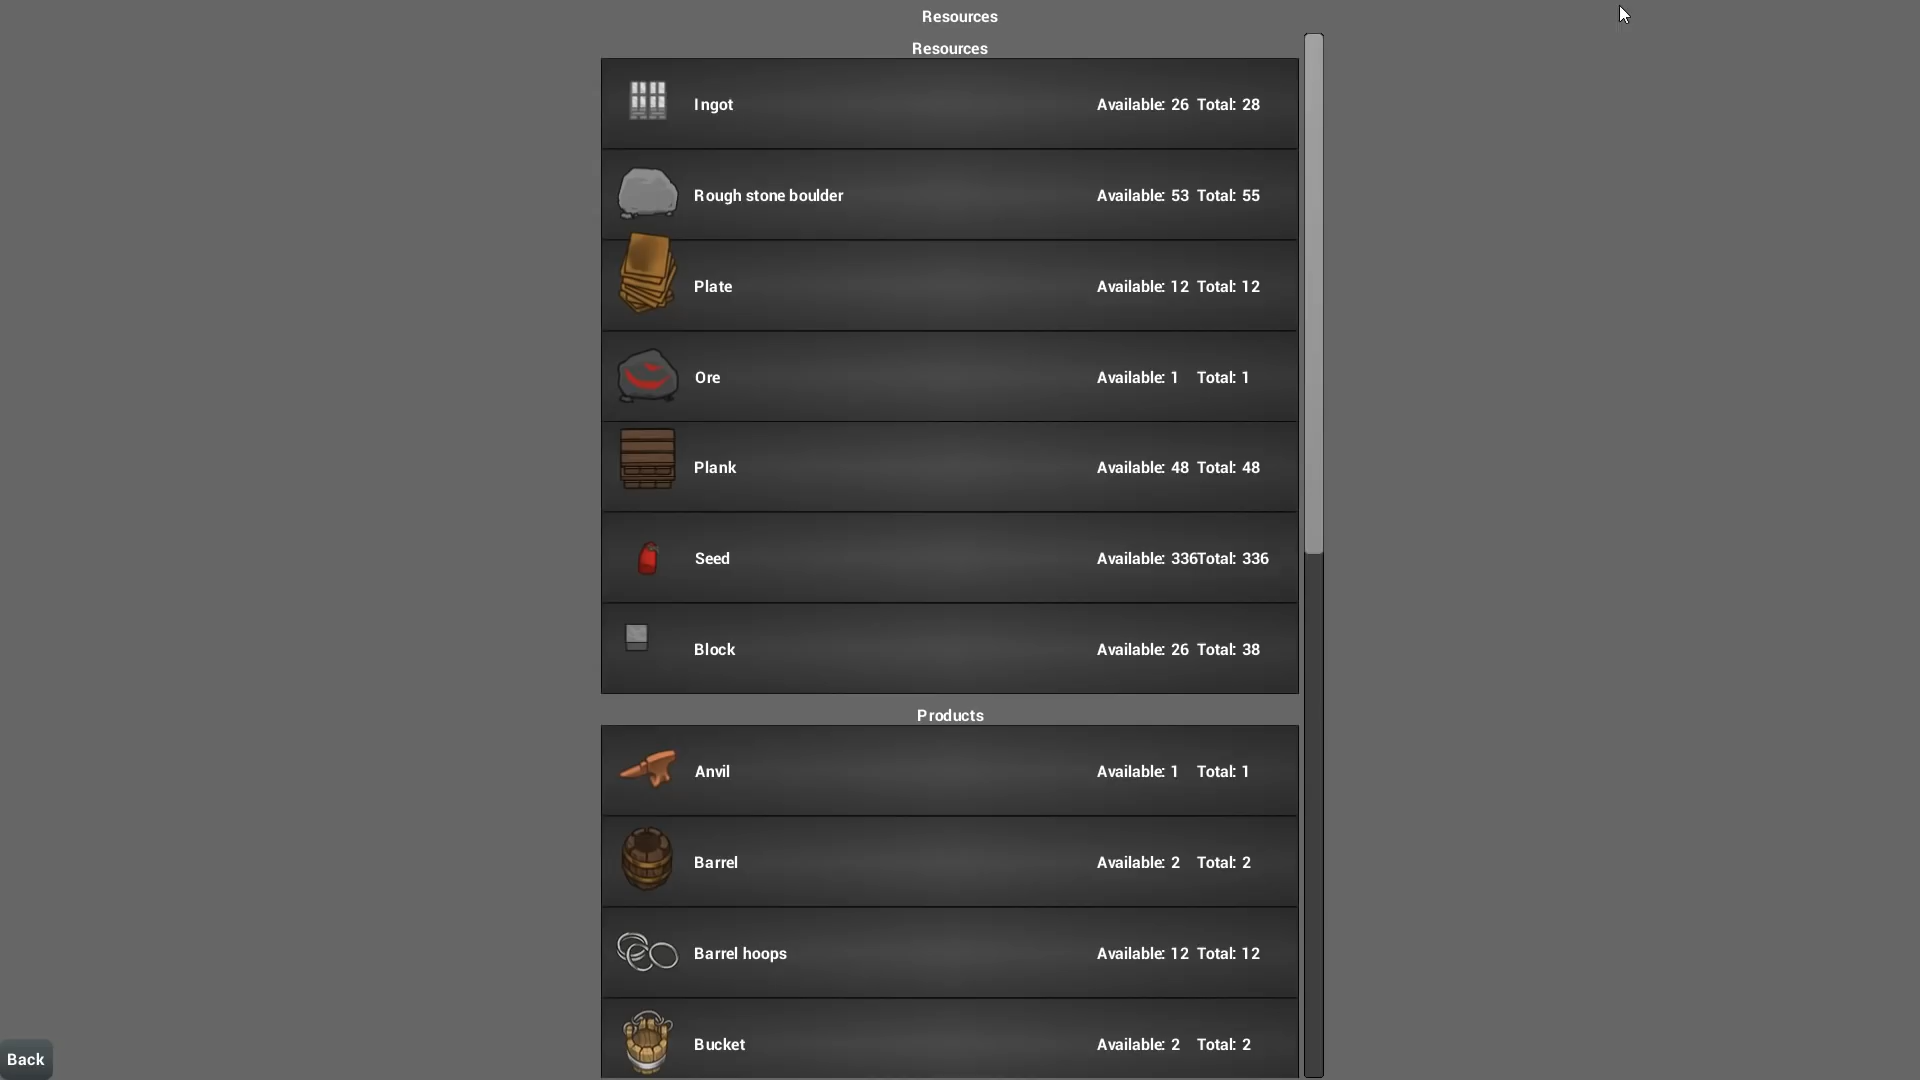 Resources
Resources
Ingot Available: 26 Total: 28
Rough stone boulder Available: 53 Total: 55
Plate Available: 12 Total: 12
Ore Available: 1 Total: 1
Plank Available: 48 Total: 48
Seed Available: 336Total: 336
Block Available: 26 Total: 38
Products
Anvil Available: 1 Total: 1
Barrel Available: 2 Total: 2
Barrel hoops Available: 12 Total: 12
Bucket Available: 2 Total: 2
Back